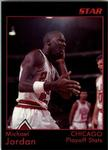 STAR
Michael CHICAGO
Jordan Playoff Stats